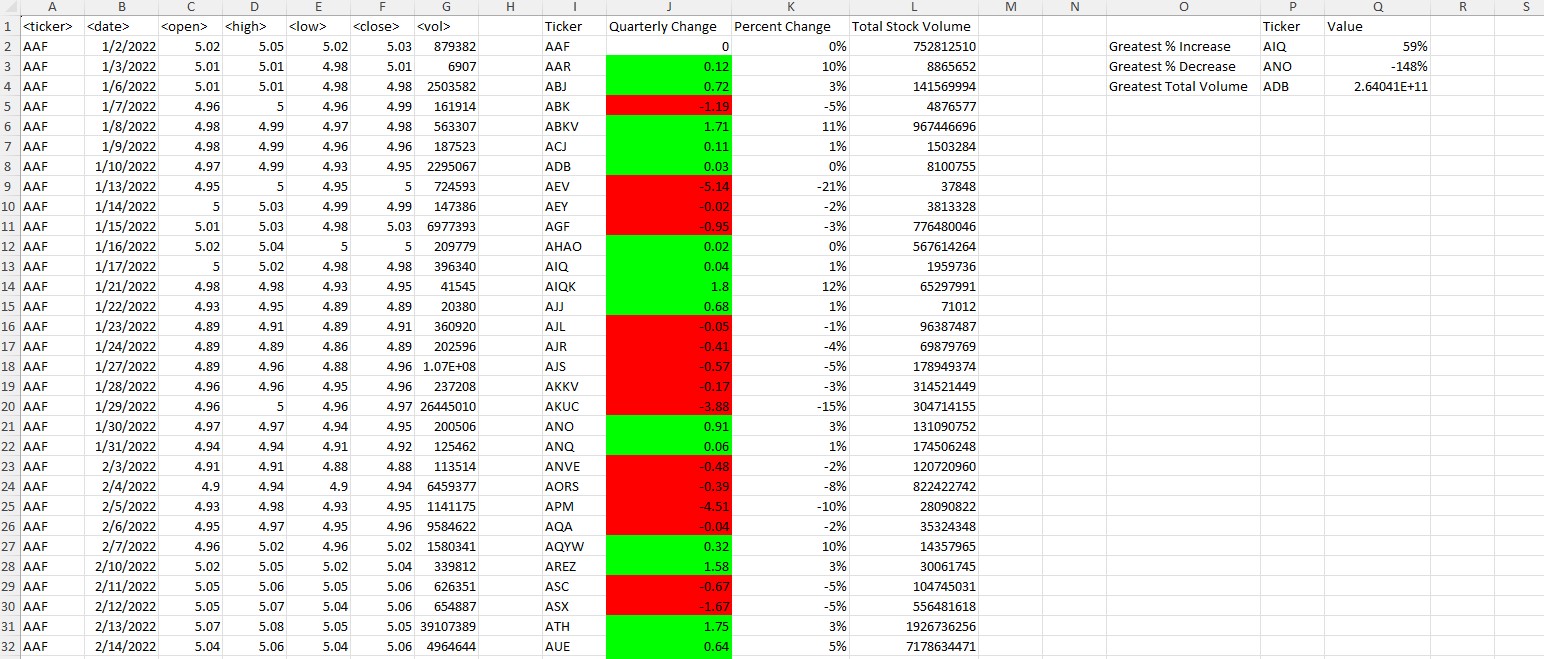 A B C D E F G H I J K L M N O P Q R S
1 <ticker> <date> <open> <high> <low> <close> <vol> Ticker Quarterly Change Percent Change Total Stock Volume Ticker Value
2 AAF 1/2/2022 5.02 5.05 5.02 5.03 879382 AAF 0 0% 752812510 Greatest % Increase AIQ 59%
3 AAF 1/3/2022 5.01 5.01 4.98 5.01 6907 AAR 0.12 10% 8865652 Greatest % Decrease ANO -148%
4 AAF 1/6/2022 5.01 5.01 4.98 4.98 2503582 ABJ 0.72 3% 141569994 Greatest Total Volume ADB 2.64041E+11
5 AAF 1/7/2022 4.96 5 4.96 4.99 161914 ABK -1.19 -5% 4876577
6 AAF 1/8/2022 4.98 4.99 4.97 4.98 563307 ABKV 1.71 11% 967446696
7 AAF 1/9/2022 4.98 4.99 4.96 4.96 187523 ACJ 0.11 1% 1503284
8 AAF 1/10/2022 4.97 4.99 4.93 4.95 2295067 ADB 0.03 0% 8100755
9 AAF 1/13/2022 4.95 5 4.95 5 724593 AEV -5.14 -21% 37848
10 AAF 1/14/2022 5 5.03 4.99 4.99 147386 AEY -0.02 -2% 3813328
11 AAF 1/15/2022 5.01 5.03 4.98 5.03 6977393 AGF -0.95 -3% 776480046
12 AAF 1/16/2022 5.02 5.04 5 5 209779 AHAO 0.02 0% 567614264
13 AAF 1/17/2022 5 5.02 4.98 4.98 396340 AIQ 0.04 1% 1959736
14 AAF 1/21/2022 4.98 4.98 4.93 4.95 41545 AIQK 1.8 12% 65297991
15 AAF 1/22/2022 4.93 4.95 4.89 4.89 20380 AJJ 0.68 1% 71012
16 AAF 1/23/2022 4.89 4.91 4.89 4.91 360920 AJL -0.05 -1% 96387487
17 AAF 1/24/2022 4.89 4.89 4.86 4.89 202596 AJR -0.41 -4% 69879769
18 AAF 1/27/2022 4.89 4.96 4.88 4.96 1.07E+08 AJS -0.57 -5% 178949374
19 AAF 1/28/2022 4.96 4.96 4.95 4.96 237208 AKKV -0.17 -3% 314521449
20 AAF 1/29/2022 4.96 5 4.96 4.97 26445010 AKUC -3.88 -15% 304714155
21 AAF 1/30/2022 4.97 4.97 4.94 4.95 200506 ANO 0.91 3% 131090752
22 AAF 1/31/2022 4.94 4.94 4.91 4.92 125462 ANQ 0.06 1% 174506248
23 AAF 2/3/2022 4.91 4.91 4.88 4.88 113514 ANVE -0.48 -2% 120720960
24 AAF 2/4/2022 4.9 4.94 4.9 4.94 6459377 AORS -0.39 -8% 822422742
25 AAF 2/5/2022 4.93 4.98 4.93 4.95 1141175 APM -4.51 -10% 28090822
26 AAF 2/6/2022 4.95 4.97 4.95 4.96 9584622 AQA -0.04 -2% 35324348
27 AAF 2/7/2022 4.96 5.02 4.96 5.02 1580341 AQYW 0.32 10% 14357965
28 AAF 2/10/2022 5.02 5.05 5.02 5.04 339812 AREZ 1.58 3% 30061745
29 AAF 2/11/2022 5.05 5.06 5.05 5.06 626351 ASC -0.67 -5% 104745031
30 AAF 2/12/2022 5.05 5.07 5.04 5.06 654887 ASX -1.67 -5% 556481618
31 AAF 2/13/2022 5.07 5.08 5.05 5.05 39107389 ATH 1.75 3% 1926736256
32 AAF 2/14/2022 5.04 5.06 5.04 5.06 4964644 AUE 0.64 5% 7178634471